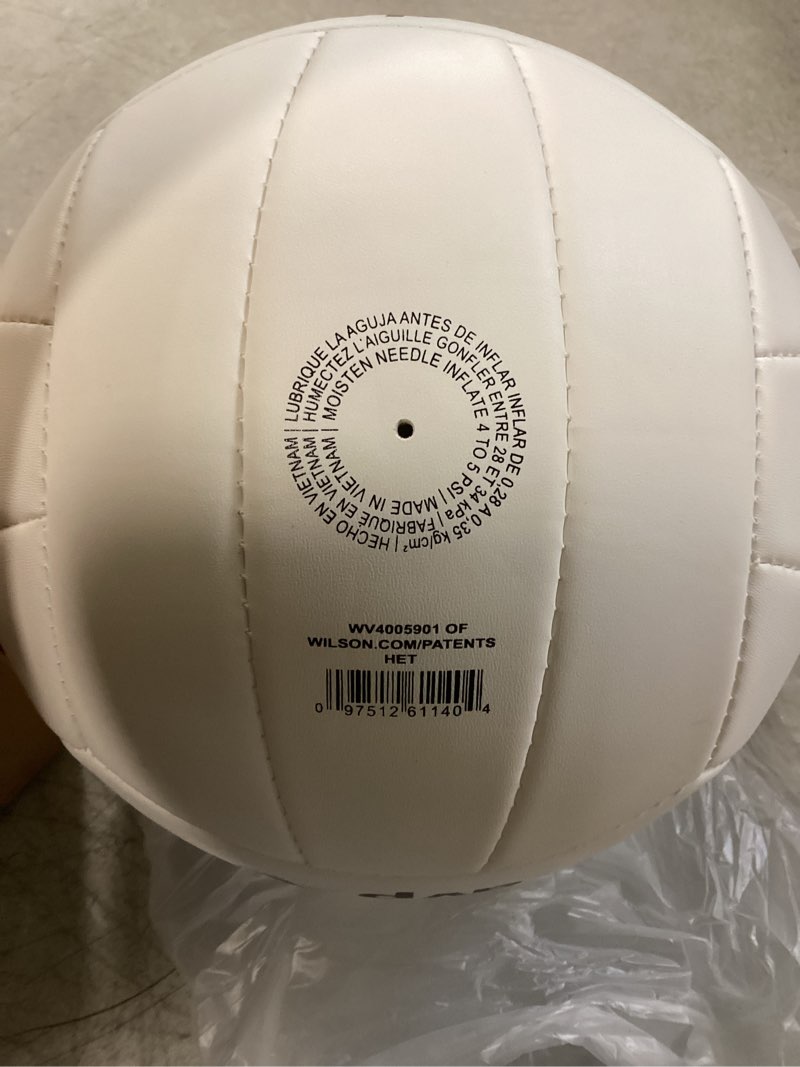 LUBRIQUE LA AGUJA ANTES DE INFLAR INFLAR DE 0,28 A 0,35 kg/cm² | HECHO EN VIETNAM |
HUMECTEZ L'AIGUILLE GONFLER ENTRE 28 ET 34 kPa | FABRIQUÉ EN VIETNAM |
MOISTEN NEEDLE INFLATE 4 TO 5 PSI | MADE IN VIETNAM |
WV4005901 OF
WILSON.COM/PATENTS
HET
0 97512 61140 4